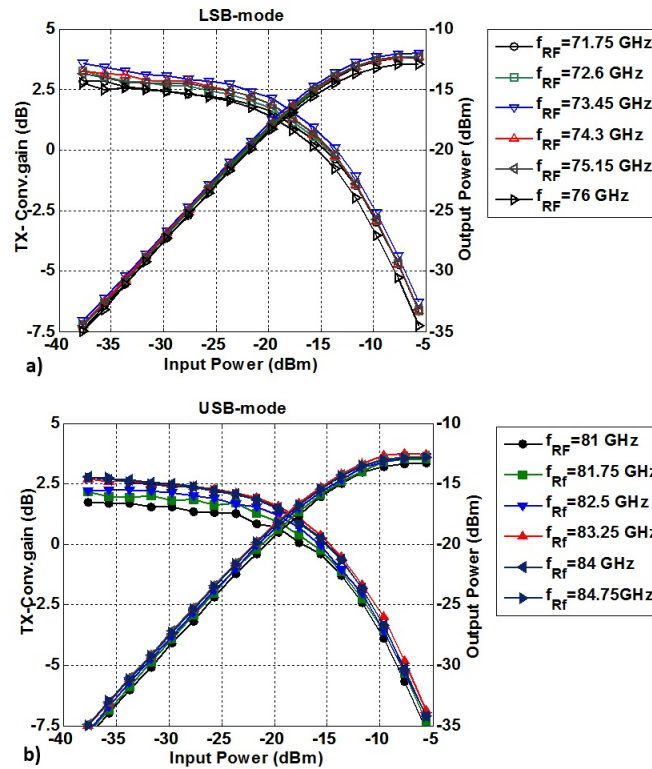 LSB-mode
5
2.5
0
-2.5
-5
-7.5
TX- Conv.gain (dB)
-10
-15
-20
-25
-30
-35
Output Power (dBm)
-40 -35 -30 -25 -20 -15 -10 -5
Input Power (dBm)
a)
fRF=71.75 GHz
fRF=72.6 GHz
fRF=73.45 GHz
fRF=74.3 GHz
fRF=75.15 GHz
fRF=76 GHz
USB-mode
5
2.5
0
-2.5
-5
-7.5
TX-Conv.gain (dB)
-10
-15
-20
-25
-30
-35
Output Power (dBm)
-40 -35 -30 -25 -20 -15 -10 -5
Input Power (dBm)
b)
fRF=81 GHz
fRf=81.75 GHz
fRf=82.5 GHz
fRf=83.25 GHz
fRf=84 GHz
fRf=84.75GHz